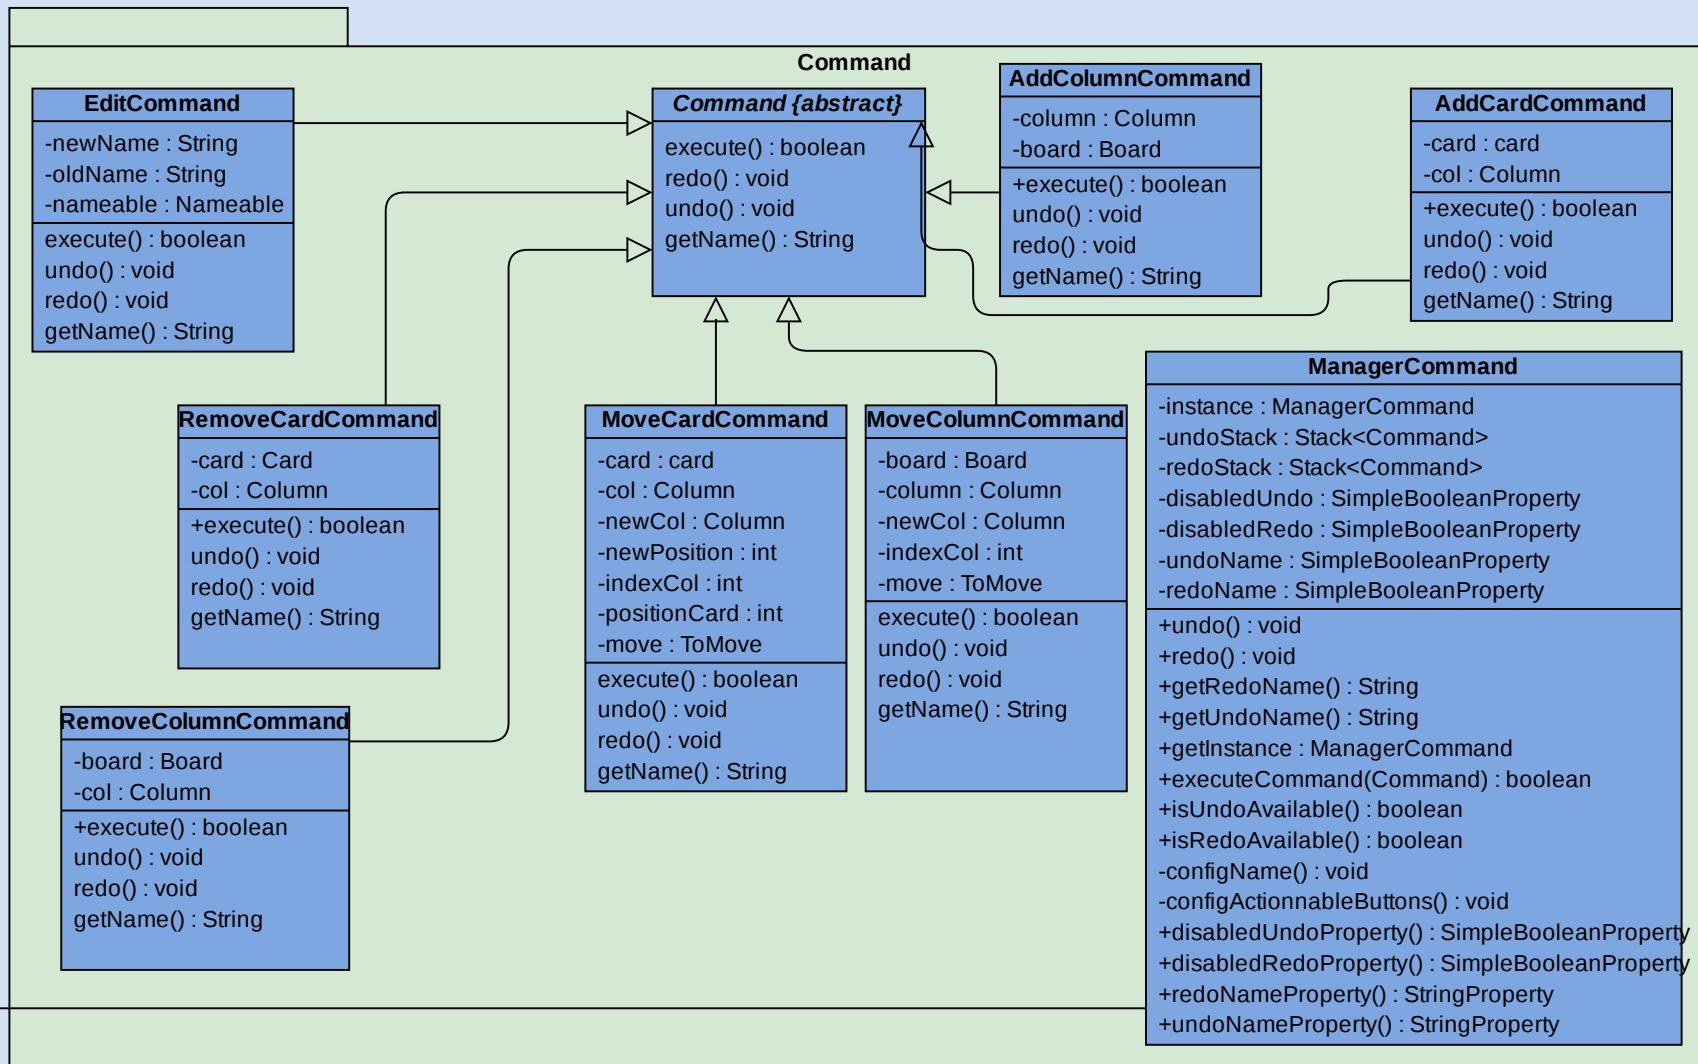 Command
EditCommand
-newName : String
-oldName : String
-nameable : Nameable
execute() : boolean
undo() : void
redo() : void
getName() : String
Command {abstract}
execute() : boolean
redo() : void
undo() : void
getName() : String
AddColumnCommand
-column : Column
-board : Board
+execute() : boolean
undo() : void
redo() : void
getName() : String
AddCardCommand
-card : card
-col : Column
+execute() : boolean
undo() : void
redo() : void
getName() : String
RemoveCardCommand
-card : Card
-col : Column
+execute() : boolean
undo() : void
redo() : void
getName() : String
MoveCardCommand
-card : card
-col : Column
-newCol : Column
-newPosition : int
-indexCol : int
-positionCard : int
-move : ToMove
execute() : boolean
undo() : void
redo() : void
getName() : String
MoveColumnCommand
-board : Board
-column : Column
-newCol : Column
-indexCol : int
-move : ToMove
execute() : boolean
undo() : void
redo() : void
getName() : String
ManagerCommand
-instance : ManagerCommand
-undoStack : Stack<Command>
-redoStack : Stack<Command>
-disabledUndo : SimpleBooleanProperty
-disabledRedo : SimpleBooleanProperty
-undoName : SimpleBooleanProperty
-redoName : SimpleBooleanProperty
+undo() : void
+redo() : void
+getRedoName() : String
+getUndoName() : String
+getInstance : ManagerCommand
+executeCommand(Command) : boolean
+isUndoAvailable() : boolean
+isRedoAvailable() : boolean
-configName() : void
-configActionnableButtons() : void
+disabledUndoProperty() : SimpleBooleanProperty
+disabledRedoProperty() : SimpleBooleanProperty
+redoNameProperty() : StringProperty
+undoNameProperty() : StringProperty
RemoveColumnCommand
-board : Board
-col : Column
+execute() : boolean
undo() : void
redo() : void
getName() : String